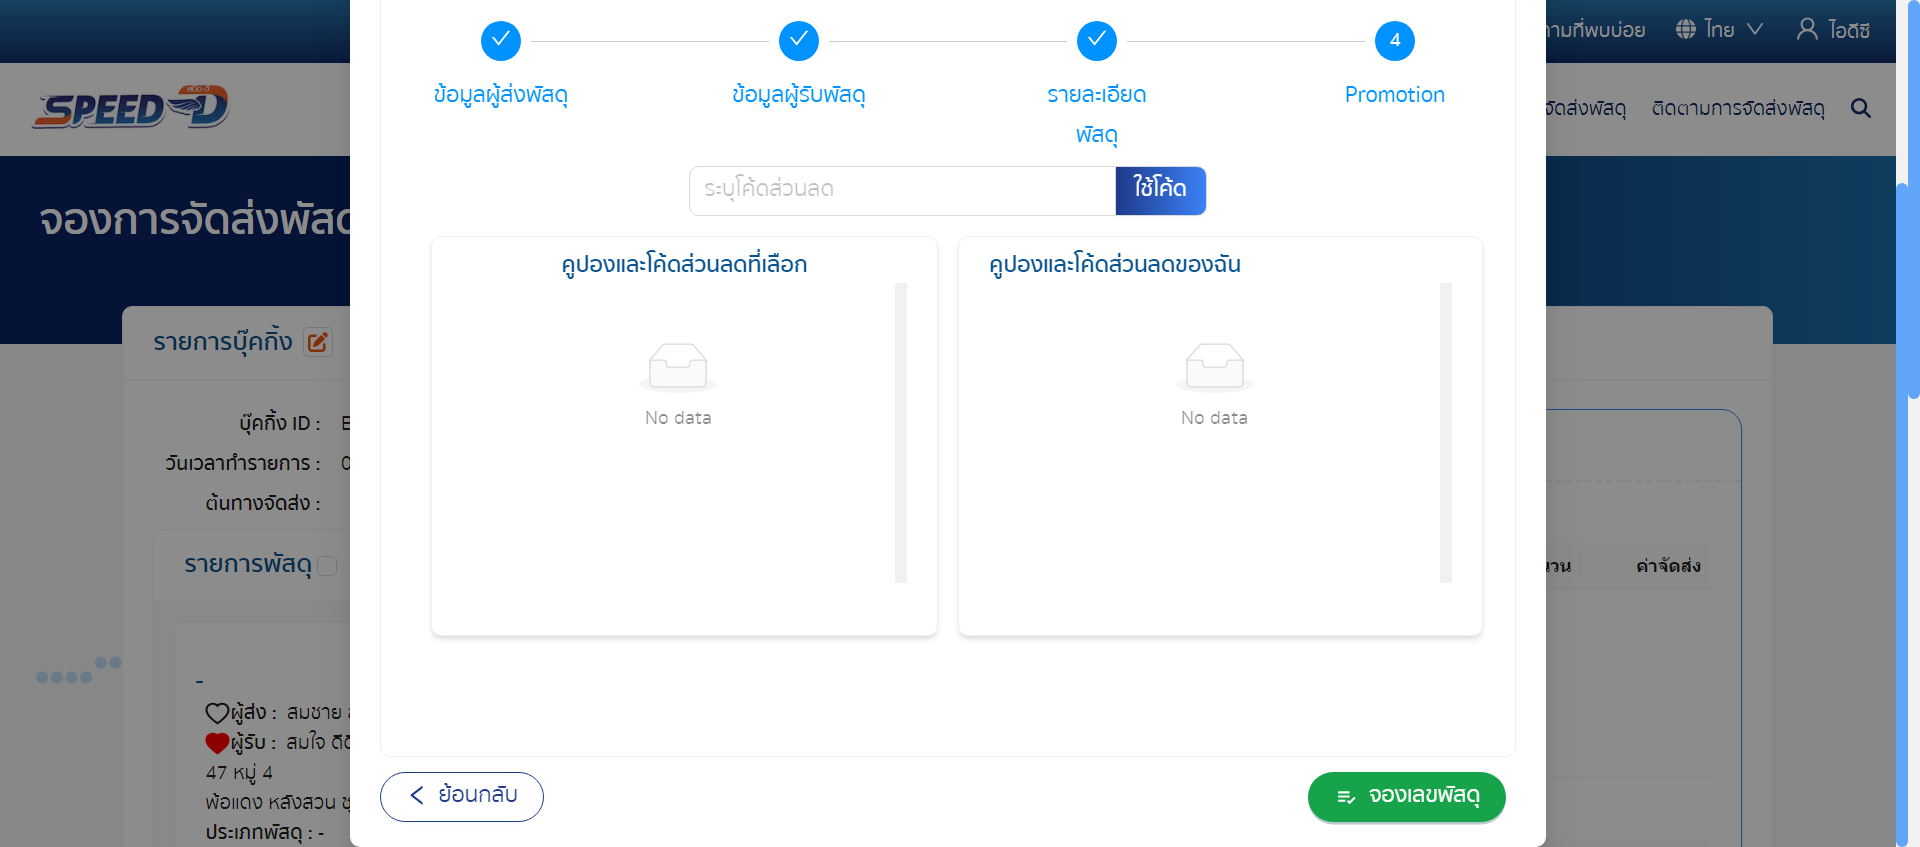 ไทย
ไอดีซี
ามที่พบบ่อย
4
ข้อมูลผู้ส่งพัสดุ
ข้อมูลผู้รับพัสดุ
รายละเอียด
พัสดุ
Promotion
SPEED-D
จัดส่งพัสดุ
ติดตามการจัดส่งพัสดุ
ระบุโค้ดส่วนลด
ใช้โค้ด
จองการจัดส่งพัสดุ
คูปองและโค้ดส่วนลดที่เลือก
คูปองและโค้ดส่วนลดของฉัน
รายการบุ๊คกิ้ง
No data
No data
บุ๊คกิ้ง ID :
วันเวลาทำรายการ :
ต้นทางจัดส่ง :
รายการพัสดุ
นวน
ค่าจัดส่ง
-
ผู้ส่ง : สมชาย
ผู้รับ : สมใจ
47 หมู่ 4
พ้อแดง หลังสวน
ประเภทพัสดุ : -
ย้อนกลับ
จองเลขพัสดุ